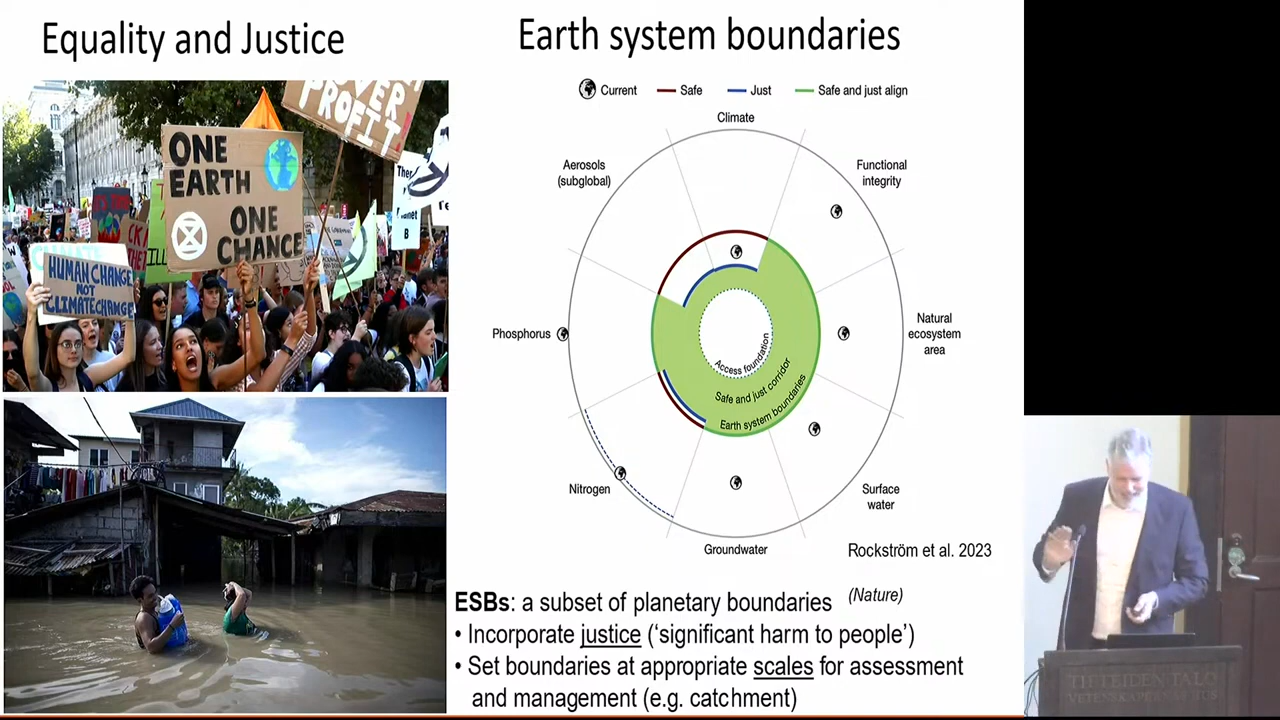 Equality and Justice
OVER
PROFIT!
ONE
EARTH
ONE
CHANCE
HUMAN CHANGE
NOT
CLIMATE CHANGE
Earth system boundaries
Current
Safe
Just
Safe and just align
Climate
Aerosols
(subglobal)
Functional
integrity
Phosphorus
Natural
ecosystem
area
Access foundation
Safe and just corridor
Earth system boundaries
Nitrogen
Surface
water
Groundwater
Rockström et al. 2023
(Nature)
ESBs: a subset of planetary boundaries
• Incorporate justice (‘significant harm to people’)
• Set boundaries at appropriate scales for assessment
and management (e.g. catchment)
TIETEIDEN TALO